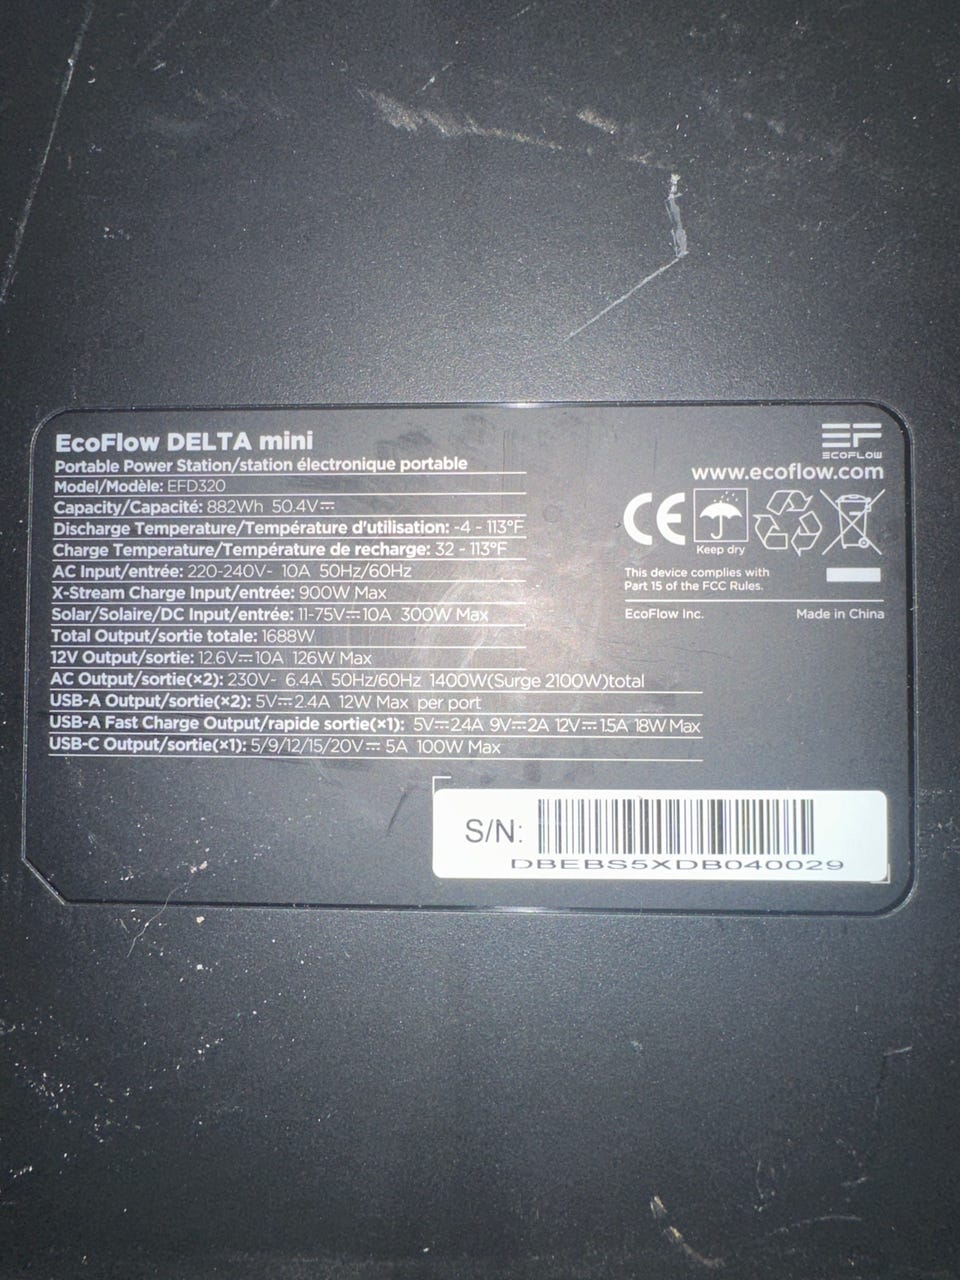 EcoFlow DELTA mini
Portable Power Station/station électronique portable
Model/Modèle: EFD320
Capacity/Capacité: 882Wh 50.4V⎓
Discharge Temperature/Température d'utilisation: -4 - 113°F
Charge Temperature/Température de recharge: 32 - 113°F
AC Input/entrée: 220-240V~ 10A 50Hz/60Hz
X-Stream Charge Input/entrée: 900W Max
Solar/Solaire/DC Input/entrée: 11-75V⎓10A 300W Max
Total Output/sortie totale: 1688W
12V Output/sortie: 12.6V⎓10A 126W Max
AC Output/sortie(×2): 230V~ 6.4A 50Hz/60Hz 1400W(Surge 2100W)total
USB-A Output/sortie(×2): 5V⎓2.4A 12W Max per port
USB-A Fast Charge Output/rapide sortie(×1): 5V⎓2.4A 9V⎓2A 12V⎓1.5A 18W Max
USB-C Output/sortie(×1): 5/9/12/15/20V⎓ 5A 100W Max
EF
ECOFLOW
www.ecoflow.com
CE
Keep dry
This device complies with
Part 15 of the FCC Rules.
EcoFlow Inc. Made in China
S/N:
DBEBS5XDB040029